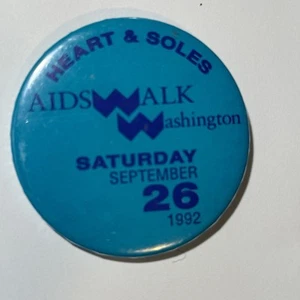 HEART & SOLES
AIDSWALK
Washington
SATURDAY
SEPTEMBER
26
1992